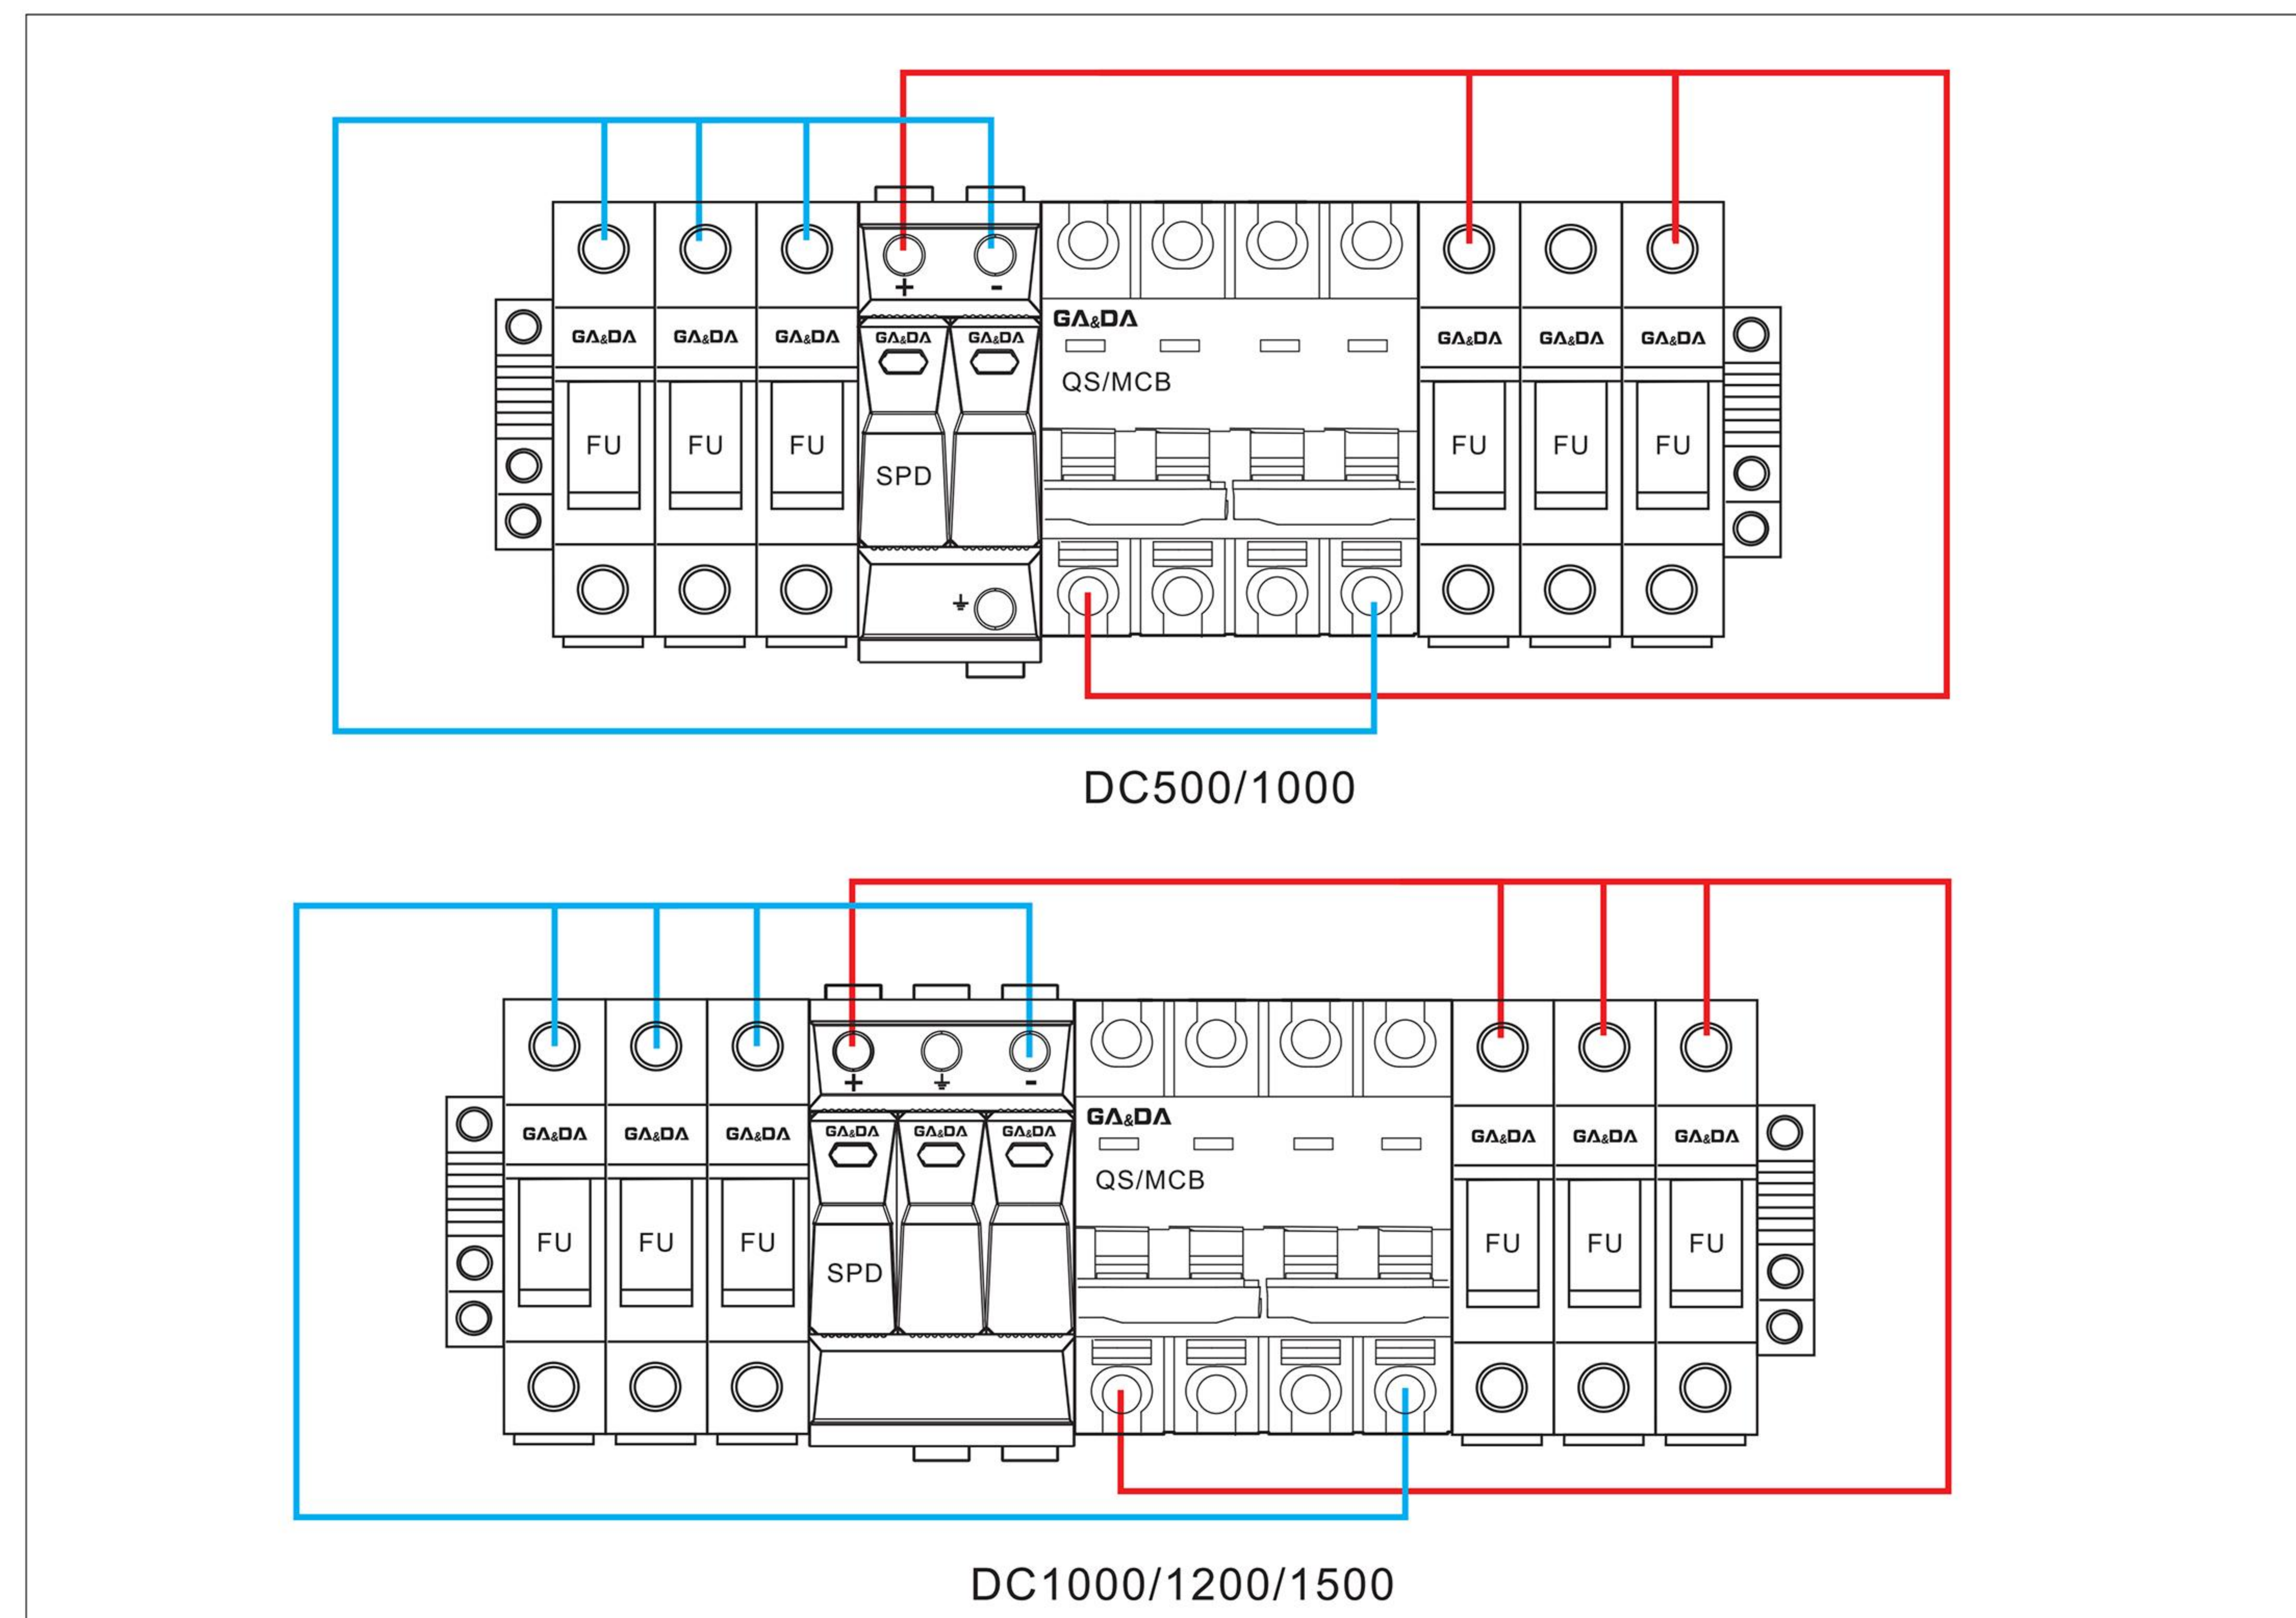 + -
GA&DA GA&DA GA&DA GA&DA GA&DA GA&DA GA&DA GA&DA GA&DA
QS/MCB
FU FU FU SPD FU FU FU
DC500/1000
+ -
GA&DA GA&DA GA&DA GA&DA GA&DA GA&DA GA&DA GA&DA GA&DA GA&DA
QS/MCB
FU FU FU SPD FU FU FU
DC1000/1200/1500